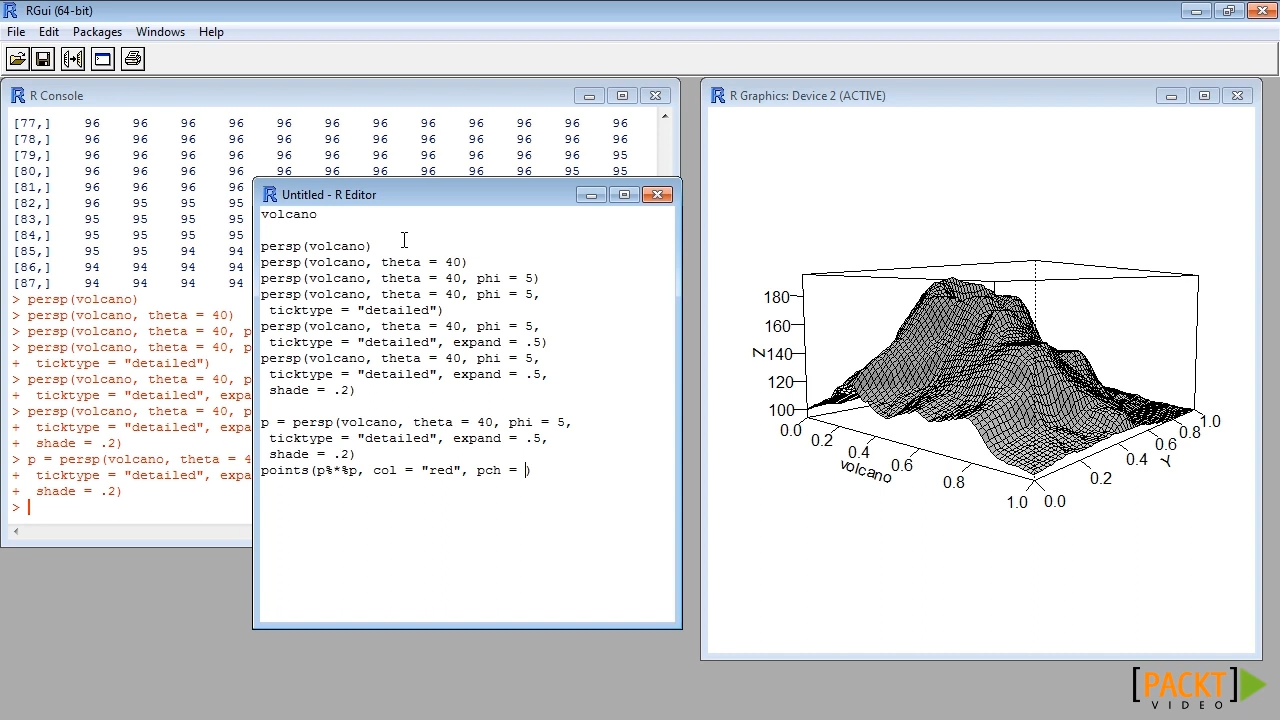 RGui (64-bit)
File Edit Packages Windows Help
R Console
[77,] 96 96 96 96 96 96 96 96 96 96 96 96
[78,] 96 96 96 96 96 96 96 96 96 96 96 96
[79,] 96 96 96 96 96 96 96 96 96 96 96 95
[80,] 96 96 96 96 96 96 96 96 96 96 95 95
[81,] 96 96 96
[82,] 96 95 95 95
[83,] 95 95 95 95
[84,] 95 95 95 95
[85,] 95 95 94 94
[86,] 94 94 94 94
[87,] 94 94 94 94
> persp(volcano)
> persp(volcano, theta = 40)
> persp(volcano, theta = 40, p
> persp(volcano, theta = 40, p
+ ticktype = "detailed")
> persp(volcano, theta = 40, p
+ ticktype = "detailed", expa
> persp(volcano, theta = 40, p
+ ticktype = "detailed", expa
+ shade = .2)
> p = persp(volcano, theta = 4
+ ticktype = "detailed", expa
+ shade = .2)
>
Untitled - R Editor
volcano
persp(volcano)
persp(volcano, theta = 40)
persp(volcano, theta = 40, phi = 5)
persp(volcano, theta = 40, phi = 5,
ticktype = "detailed")
persp(volcano, theta = 40, phi = 5,
ticktype = "detailed", expand = .5)
persp(volcano, theta = 40, phi = 5,
ticktype = "detailed", expand = .5,
shade = .2)
p = persp(volcano, theta = 40, phi = 5,
ticktype = "detailed", expand = .5,
shade = .2)
points(p%*%p, col = "red", pch = )
R Graphics: Device 2 (ACTIVE)
180
160
Z
140
120
100
0.0
0.2
0.4
0.6
0.8
1.0
volcano
0.0
0.2
0.4
0.6
0.8
1.0
Y
[PACKT]
VIDEO